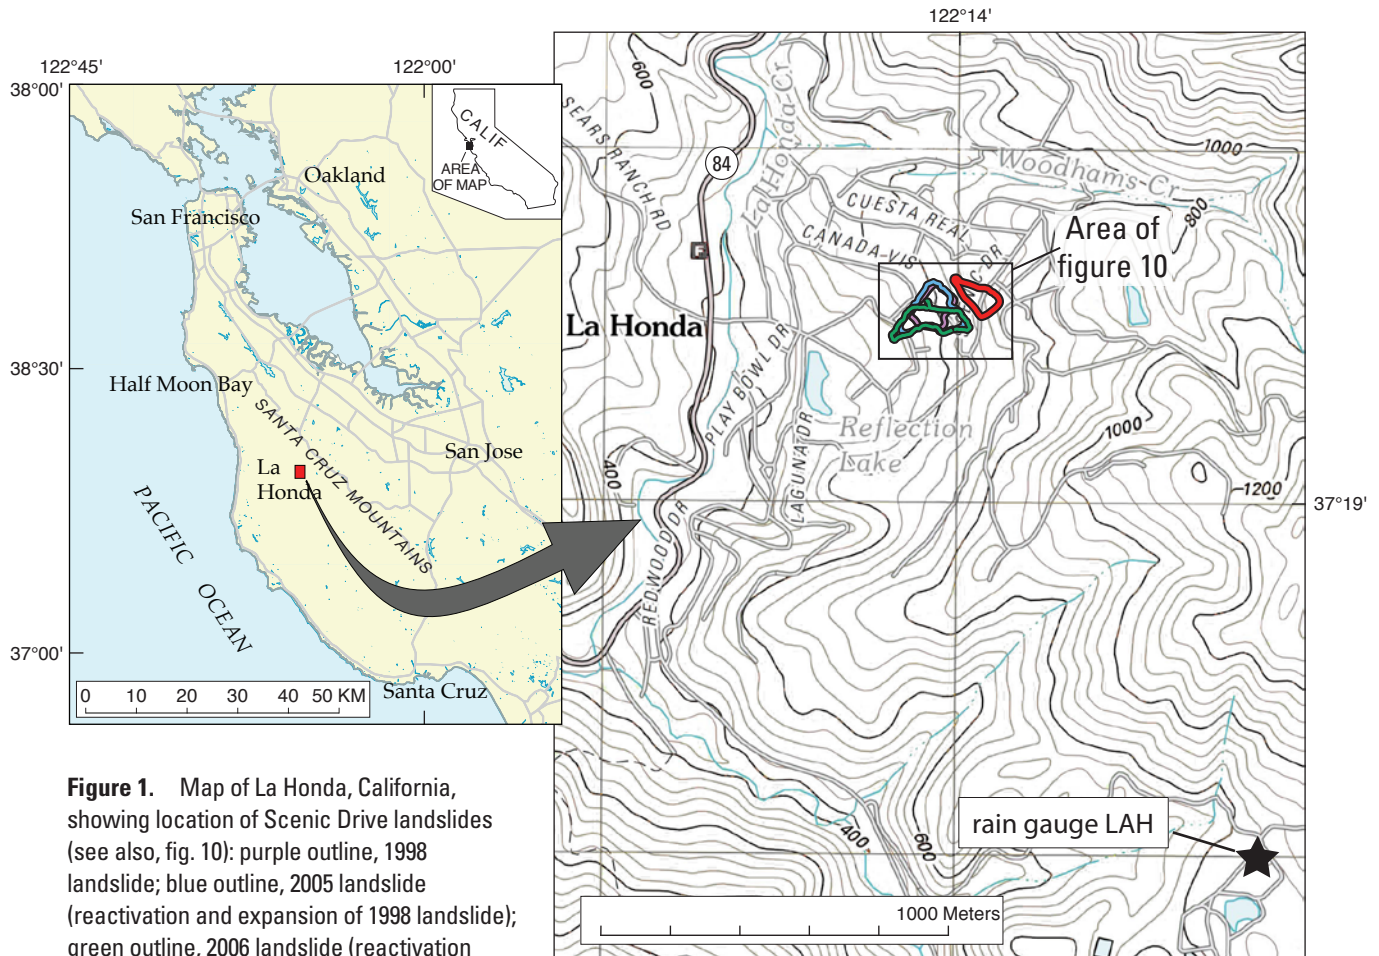 122°45'
122°00'
38°00'
38°.50'
37°00'
CALIF
AREA
OF MAP
Oakland
San Francisco
Half Moon Bay
SANTA CRUZ MOUNTAINS
San Jose
La
Honda
PACIFIC OCEAN
Santa Cruz
0 10 20 30 40 50 KM
122°14'
600
SEARS RANCH RD
84
La Honda Cr
1000
Woodhams Cr
800
CUESTA REAL
CANADA VIS
NIC DR
Area of
figure 10
F
La Honda
PLAY BOWL DR
Reflection
Lake
LAGUNA DR
1000
1200
400
37°19'
REDWOOD DR
400
600
rain gauge LAH
1000 Meters
Figure 1. Map of La Honda, California,
showing location of Scenic Drive landslides
(see also, fig. 10): purple outline, 1998
landslide; blue outline, 2005 landslide
(reactivation and expansion of 1998 landslide);
green outline, 2006 landslide (reactivation